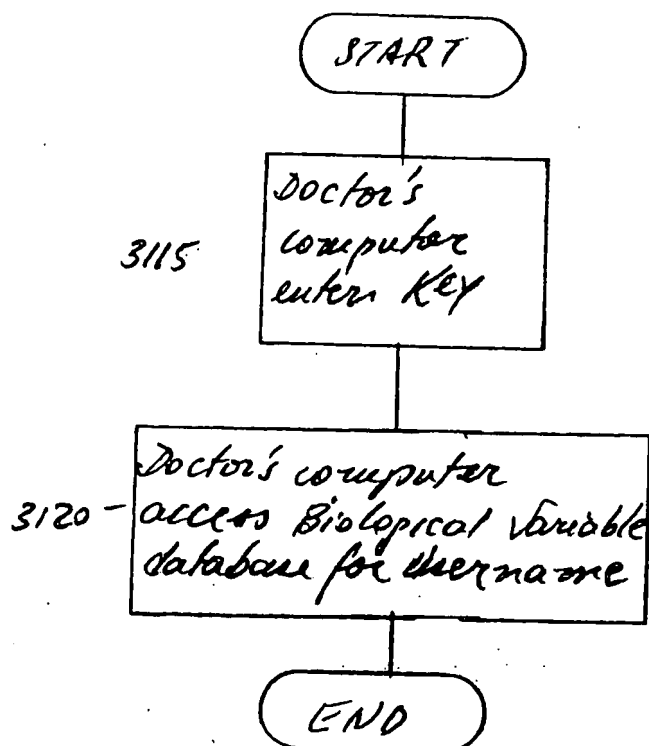 START
Doctor's
computer
3115
enters Key
Doctor's computer
3120
access Biological Variable
database for Username
END